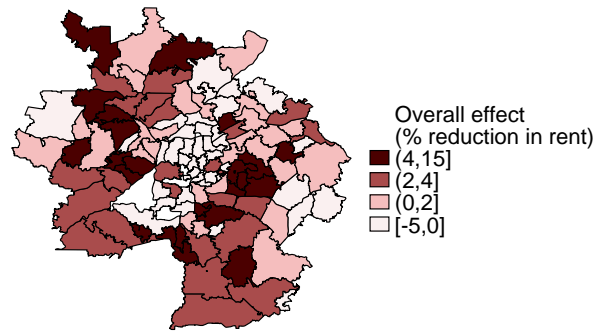 Overall effect
(% reduction in rent)
(4,15]
(2,4]
(0,2]
[-5,0]